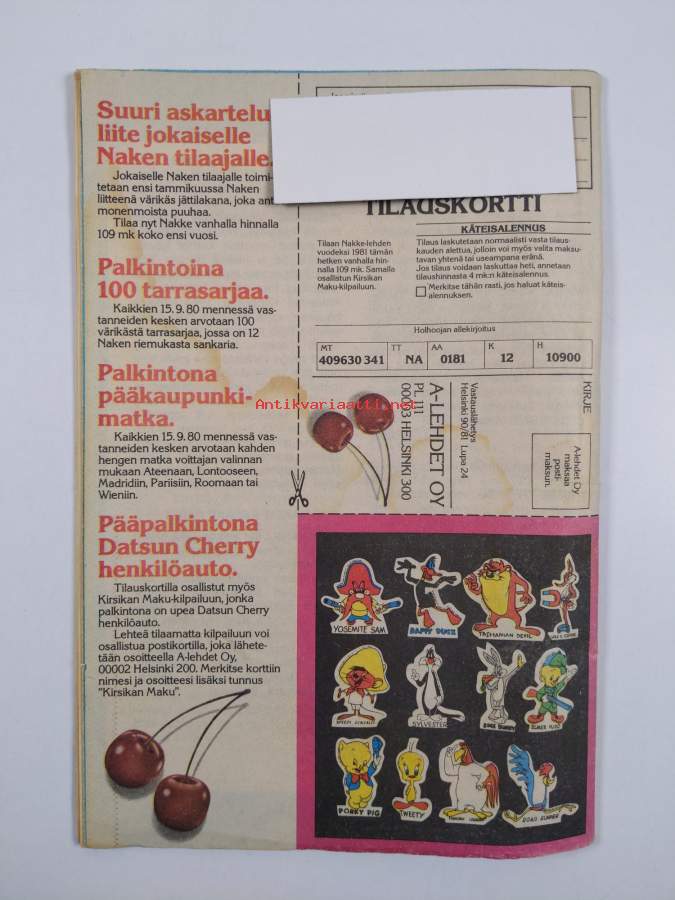 Suuri askartelu
liite jokaiselle
Naken tilaajalle.
Jokaiselle Naken tilaajalle toimi-
tetaan ensi tammikuussa Naken
liitteenä värikäs jättilakana, joka ant
monenmoista puuhaa.
Tilaa nyt Nakke vanhalla hinnalla
109 mk koko ensi vuosi.
Palkintoina
100 tarrasarjaa.
Kaikkien 15.9.80 mennessä vas-
tanneiden kesken arvotaan 100
värikästä tarrasarjaa, jossa on 12
Naken riemukasta sankaria.
Palkintona
pääkaupunki-
matka.
Kaikkien 15.9.80 mennessä vas-
tanneiden kesken arvotaan kahden
hengen matka voittajan valinnan
mukaan Ateenaan, Lontooseen,
Madridiin, Pariisiin, Roomaan tai
Wieniin.
Pääpalkintona
Datsun Cherry
henkilöauto.
Tilauskortilla osallistut myös
Kirsikan Maku-kilpailuun, jonka
palkintona on upea Datsun Cherry
henkilöauto.
Lehteä tilaamatta kilpailuun voi
osallistua postikortilla, joka lähete-
tään osoitteella A-lehdet Oy,
00002 Helsinki 200. Merkitse korttiin
nimesi ja osoitteesi lisäksi tunnus
"Kirsikan Maku".
TILAUSKORTTI
Tilaan Nakke-lehden
vuodeksi 1981 tämän
hetken vanhalla hin-
nalla 109 mk. Samalla
osallistun Kirsikan
Maku-kilpailuun.
KÄTEISALENNUS
Tilaus laskutetaan normaalisti vasta tilaus-
kauden alettua, jolloin voi myös valita maksu-
tavan yhtenä tai useampana eränä.
Jos tilaus voidaan laskuttaa heti, annetaan
tilaushinnasta 4 mk:n käteisalennus.
Merkitse tähän rasti, jos haluat käteis-
alennuksen.
Holhoojan allekirjoitus
MT TT AA K H
409630 341 NA 0181 12 10900
KIRJE
A-lehdet Oy
maksaa
posti-
maksun.
Vastauslähetys
Helsinki 90/81 Lupa 24
A-LEHDET OY
PL 111
00003 HELSINKI 300
Antikvariaatti.net
YOSEMITE SAM
DAFFY DUCK
TASMANIAN DEVIL
SPEEDY GONZALES
SYLVESTER
BUGS BUNNY
ELMER FUDD
PORKY PIG
TWEETY
ROAD RUNNER